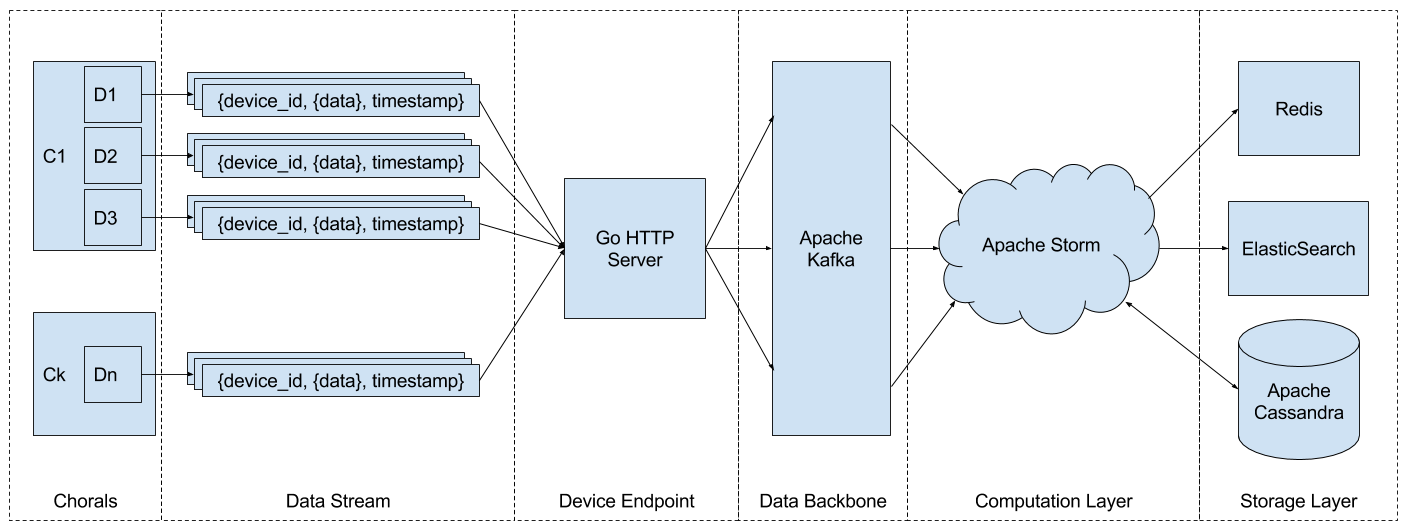 C1
D1
D2
D3
Ck
Dn
{device_id, {data}, timestamp}
{device_id, {data}, timestamp}
{device_id, {data}, timestamp}
{device_id, {data}, timestamp}
Go HTTP
Server
Apache
Kafka
Apache Storm
Redis
ElasticSearch
Apache
Cassandra
Chorals
Data Stream
Device Endpoint
Data Backbone
Computation Layer
Storage Layer